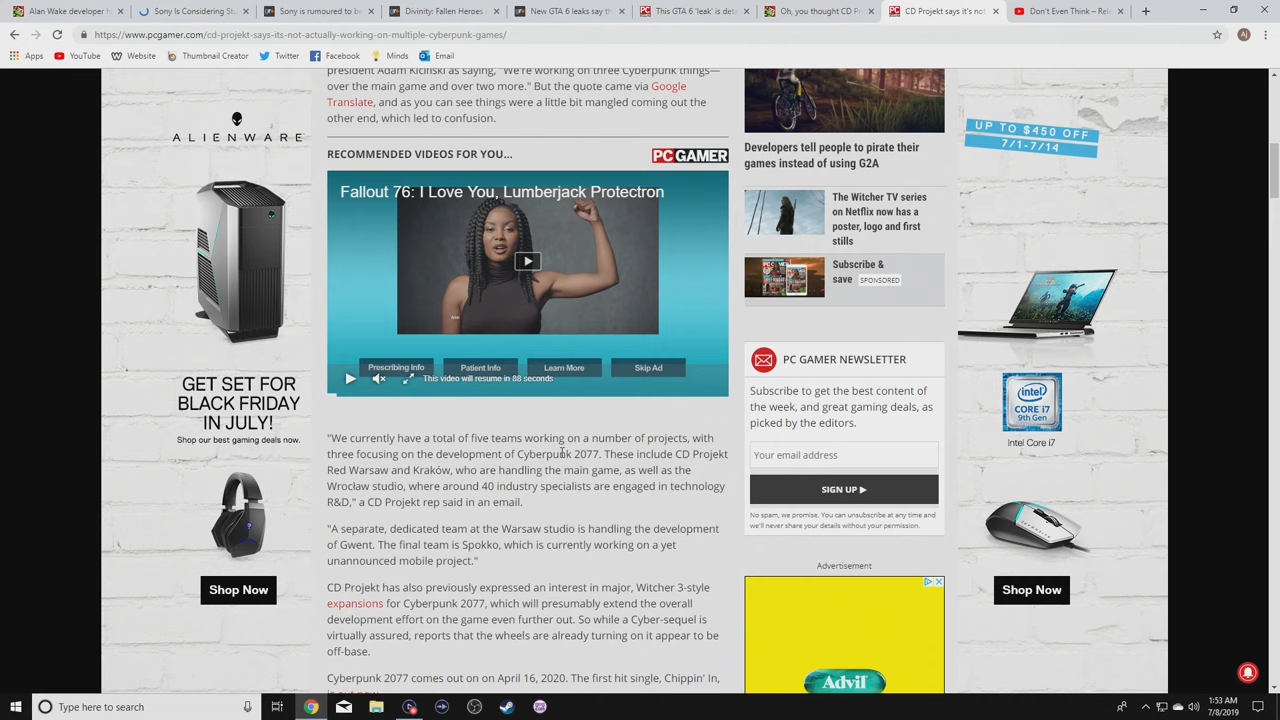 Alan Wake developer h
Sony Is Considering Stu
Sony is rumoured to be
Divinity: Fallen Heroes
New GTA 6 leaks say th
This GTA 6 'leak' is det
Oh, you thought CD Pr
CD Projekt says it's not
Don't Even Think – Rele
https://www.pcgamer.com/cd-projekt-says-its-not-actually-working-on-multiple-cyberpunk-games/
Aj
Apps YouTube Website Thumbnail Creator Twitter Facebook Minds Email
president Adam Kicinski as saying, "We're working on three Cyberpunk things—
over the main game and over two more." But the quote came via Google
Translate, and as you can see things were a little bit mangled coming out the
other end, which led to confusion.
RECOMMENDED VIDEOS FOR YOU...
PC GAMER
Fallout 76: I Love You, Lumberjack Protectron
Prescribing Info
Patient Info
Learn More
Skip Ad
This video will resume in 88 seconds
"We currently have a total of five teams working on a number of projects, with
three focusing on the development of Cyberpunk 2077. These include CD Projekt
Red Warsaw and Kraków, who are handling the main game, as well as the
Wrocław studio, where around 40 industry specialists are engaged in technology
R&D," a CD Projekt rep said in an email.
"A separate, dedicated team at the Warsaw studio is handling the development
of Gwent. The final team is Spokko, which is currently working on a yet
unannounced mobile project."
CD Projekt has also previously expressed an interest in major, Witcher 3-style
expansions for Cyberpunk 2077, which will presumably extend the overall
development effort on the game even further out. So while a Cyber-sequel is
virtually assured, reports that the wheels are already turning on it appear to be
off-base.
Cyberpunk 2077 comes out on on April 16, 2020. The first hit single, Chippin' In,
ALIENWARE
GET SET FOR
BLACK FRIDAY
IN JULY!
Shop our best gaming deals now.
Shop Now
Developers tell people to pirate their
games instead of using G2A
The Witcher TV series
on Netflix now has a
poster, logo and first
stills
Subscribe &
save SPONSORED
PC GAMER NEWSLETTER
Subscribe to get the best content of
the week, and great gaming deals, as
picked by the editors.
Your email address
SIGN UP ▶
No spam, we promise. You can unsubscribe at any time and
we'll never share your details without your permission.
Advertisement
Advil
UP TO $450 OFF
7/1-7/14
intel
CORE i7
9th Gen
Intel Core i7
Shop Now
Type here to search
1:53 AM
7/8/2019